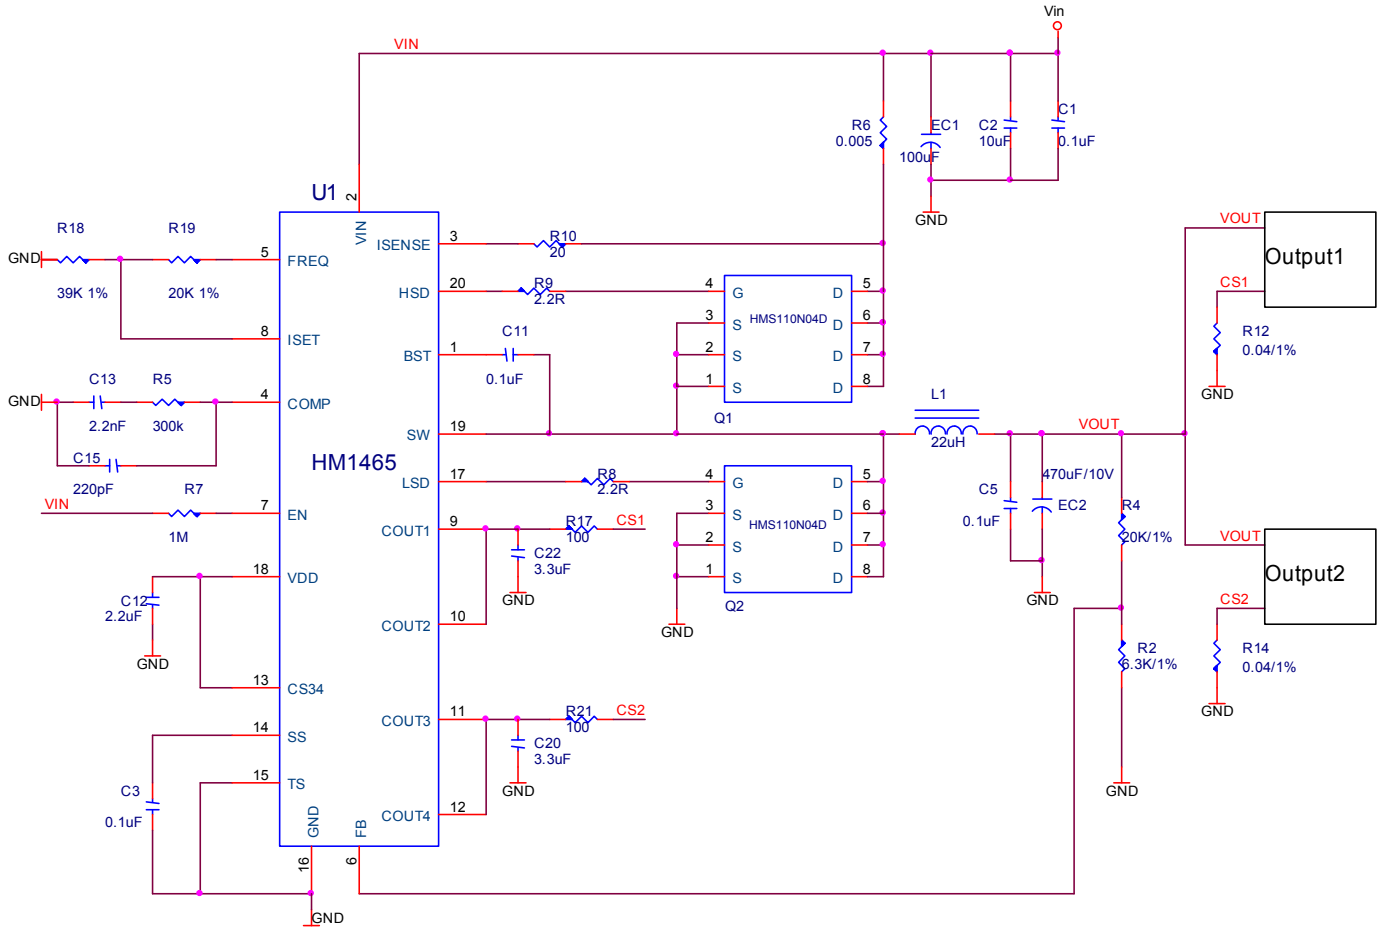 Vin
VIN
R6
0.005
EC1
100uF
C2
10uF
C1
0.1uF
GND
U1
2
VIN
R18
R19
GND
39K 1%
20K 1%
5
FREQ
8
ISET
ISENSE
3
R10
20
HSD
20
R9
2.2R
BST
1
C11
0.1uF
4
G
D
5
3
S
HMS110N04D
D
6
2
S
D
7
1
S
D
8
Q1
VOUT
Output1
CS1
R12
0.04/1%
GND
C13
R5
GND
2.2nF
300k
4
COMP
C15
220pF
SW
19
HM1465
L1
22uH
VOUT
LSD
17
R8
2.2R
4
G
D
5
3
S
HMS110N04D
D
6
2
S
D
7
1
S
D
8
Q2
GND
VIN
R7
1M
7
EN
COUT1
9
R17
100
CS1
C22
3.3uF
GND
COUT2
10
C5
0.1uF
470uF/10V
EC2
GND
R4
20K/1%
VOUT
Output2
CS2
R14
0.04/1%
GND
R2
6.3K/1%
GND
18
VDD
C12
2.2uF
GND
13
CS34
COUT3
11
R21
100
CS2
C20
3.3uF
GND
COUT4
12
14
SS
15
TS
C3
0.1uF
GND
16
FB
6
GND